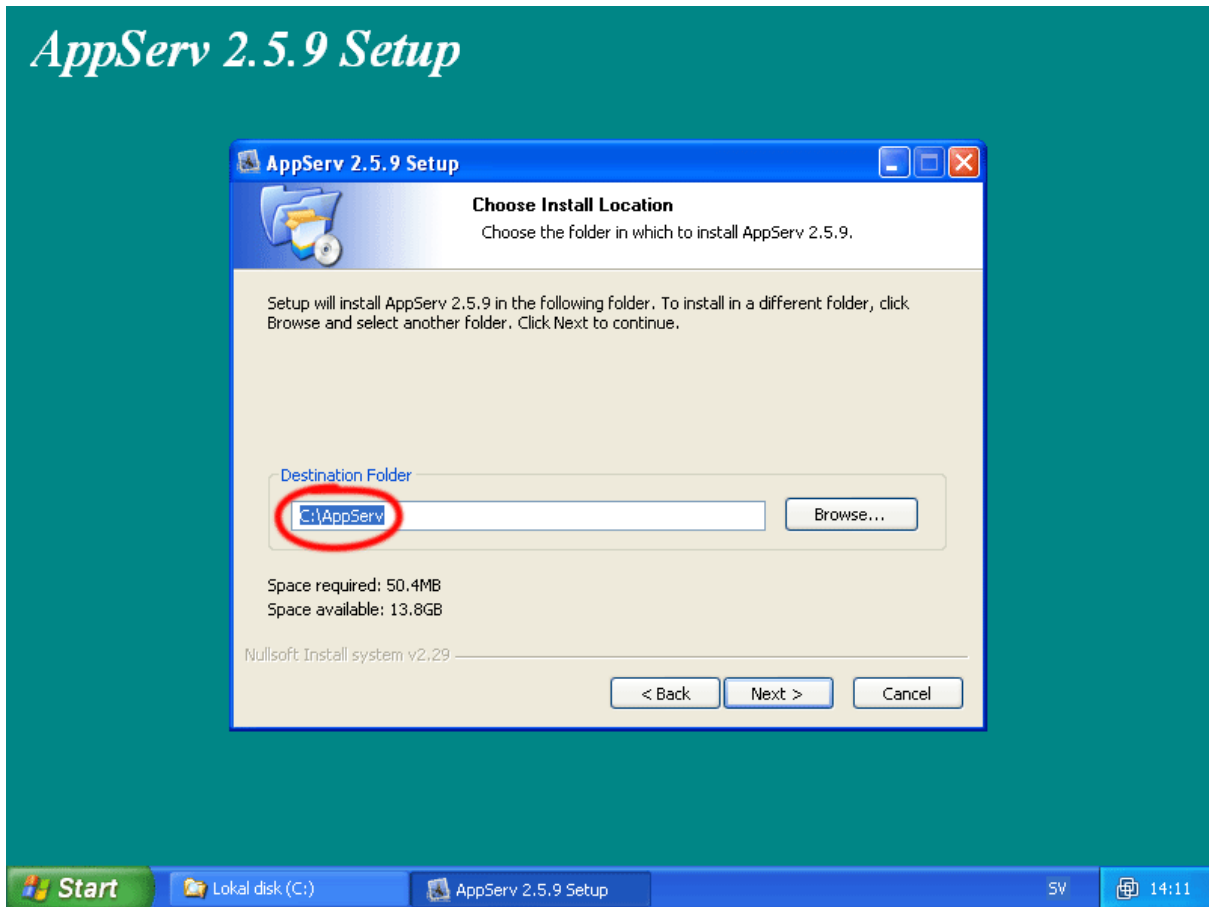 AppServ 2.5.9 Setup
AppServ 2.5.9 Setup
Choose Install Location
Choose the folder in which to install AppServ 2.5.9.
Setup will install AppServ 2.5.9 in the following folder. To install in a different folder, click
Browse and select another folder. Click Next to continue.
Destination Folder
C:\AppServ
Browse...
Space required: 50.4MB
Space available: 13.8GB
Nullsoft Install system v2.29
< Back
Next >
Cancel
Start
Lokal disk (C:)
AppServ 2.5.9 Setup
SV
14:11